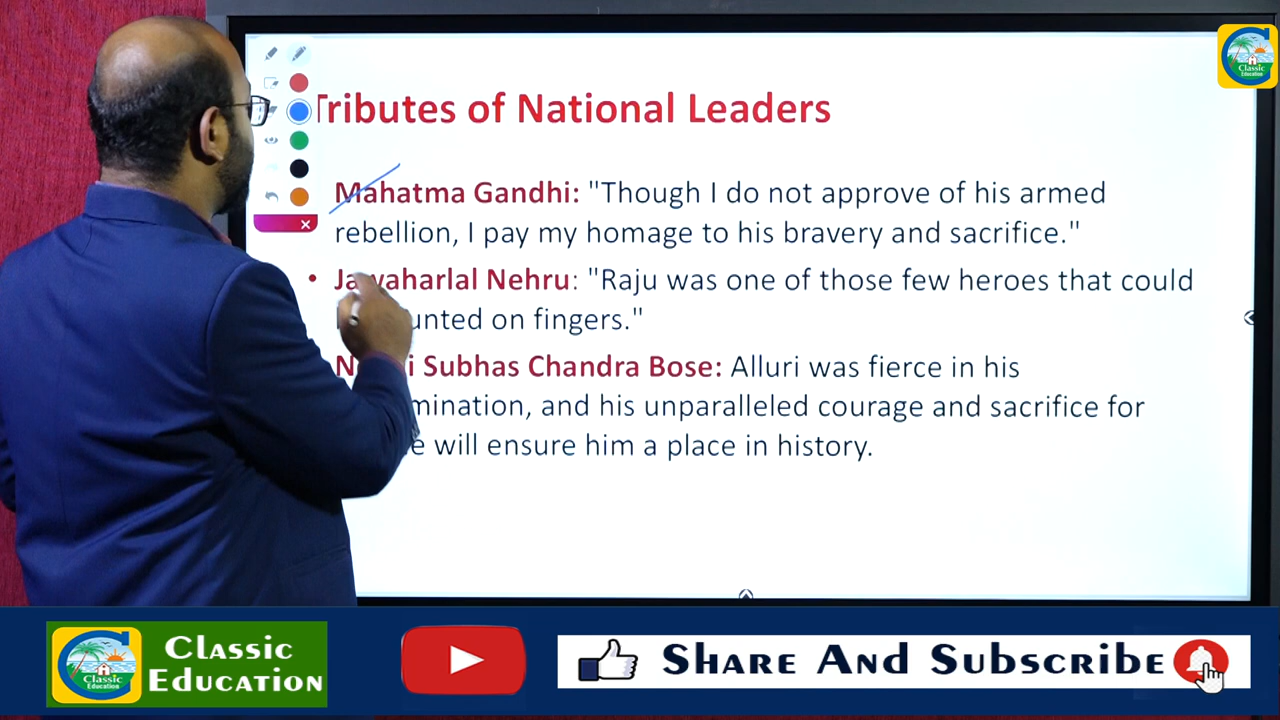 Tributes of National Leaders
Mahatma Gandhi: "Though I do not approve of his armed
rebellion, I pay my homage to his bravery and sacrifice."
• Jawaharlal Nehru: "Raju was one of those few heroes that could
on fingers."
Subhas Chandra Bose: Alluri was fierce in his
and his unparalleled courage and sacrifice for
will ensure him a place in history.
Classic
Education
Classic
Education
Classic
Education
Share And Subscribe